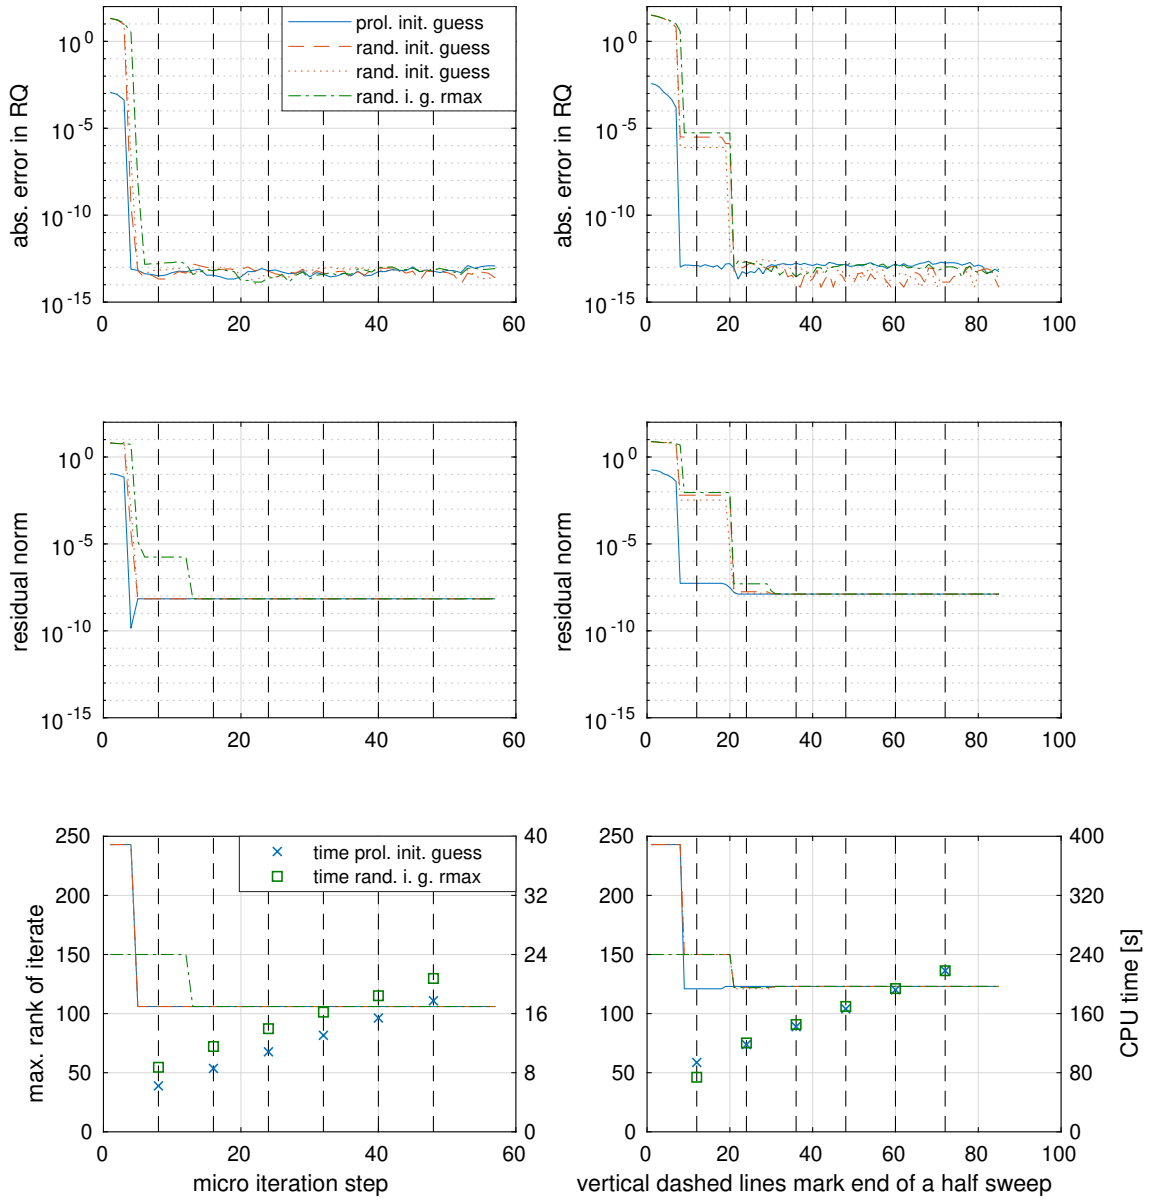 prol. init. guess
rand. init. guess
rand. init. guess
rand. i. g. rmax
abs. error in RQ
10^0
10^-5
10^-10
10^-15
0 20 40 60
abs. error in RQ
10^0
10^-5
10^-10
10^-15
0 20 40 60 80 100
residual norm
10^0
10^-5
10^-10
10^-15
0 20 40 60
residual norm
10^0
10^-5
10^-10
10^-15
0 20 40 60 80 100
time prol. init. guess
time rand. i. g. rmax
max. rank of iterate
250
200
150
100
50
0
40
32
24
16
8
0
0 20 40 60
micro iteration step
250
200
150
100
50
0
400
320
240
160
80
0
CPU time [s]
0 20 40 60 80 100
vertical dashed lines mark end of a half sweep